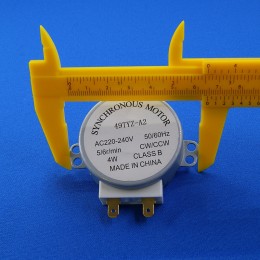 SYNCHRONOUS MOTOR
49TYZ-A2
AC220-240V 50/60Hz
5/6r/min CW/CCW
4W CLASS B
MADE IN CHINA